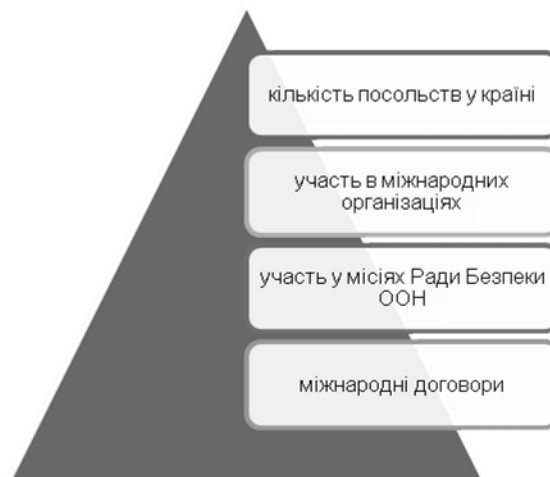 кількість посольств у країні
участь в міжнародних
організаціях
участь у місіях Ради Безпеки
ООН
міжнародні договори